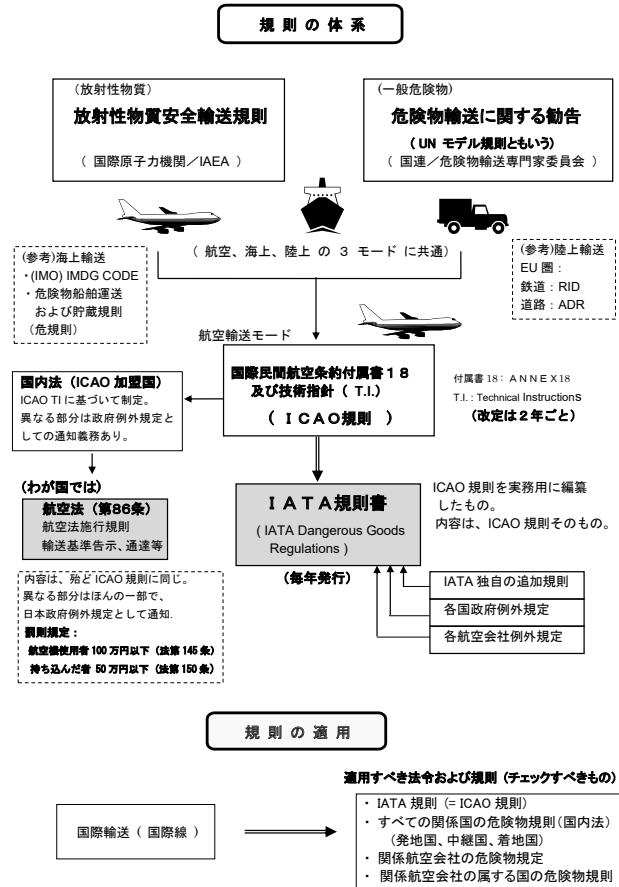 規則の体系
（放射性物質）
放射性物質安全輸送規則
（ 国際原子力機関／IAEA ）
(一般危険物)
危険物輸送に関する勧告
（ UN モデル規則ともいう）
（ 国連／危険物輸送専門家委員会 ）
（ 航空、海上、陸上 の 3 モード に共通）
(参考)海上輸送
・(IMO) IMDG CODE
・危険物船舶運送
および貯蔵規則
（危規則）
(参考)陸上輸送
EU 圏：
鉄道：RID
道路：ADR
航空輸送モード
国際民間航空条約付属書１８
及び技術指針（ T.I.）
（ ＩＣＡＯ規則 ）
付属書 18： ＡＮＮＥＸ18
T.I. : Technical Instructions
（改定は２年ごと）
国内法（ICAO 加盟国）
ICAO TI に基づいて制定。
異なる部分は政府例外規定と
しての通知義務あり。
（わが国では）
航空法（第86条）
航空法施行規則
輸送基準告示、通達等
内容は、殆ど ICAO 規則に同じ。
異なる部分はほんの一部で、
日本政府例外規定として通知.
罰則規定：
航空機使用者 100 万円以下（法第 145 条）
持ち込んだ者 50 万円以下（法第 150 条）
ＩＡＴＡ規則書
( IATA Dangerous Goods
Regulations )
（毎年発行）
ICAO 規則を実務用に編纂
したもの。
内容は、ICAO 規則そのもの。
IATA 独自の追加規則
各国政府例外規定
各航空会社例外規定
規則の適用
適用すべき法令および規則（チェックすべきもの）
国際輸送（ 国際線 ）
・ IATA 規則 （= ICAO 規則）
・ すべての関係国の危険物規則（国内法）
（発地国、中継国、着地国）
・ 関係航空会社の危険物規定
・ 関係航空会社の属する国の危険物規則